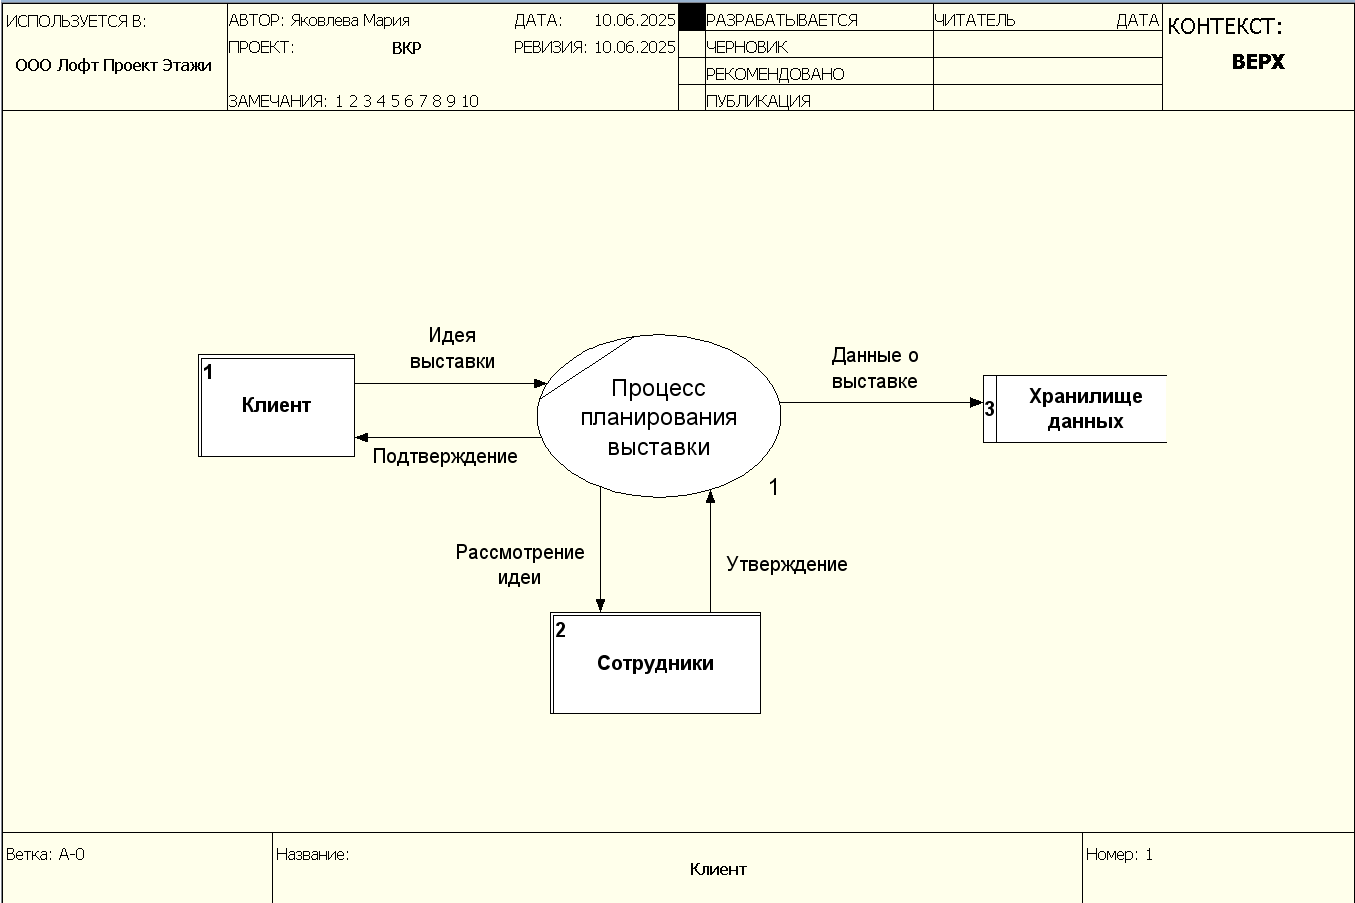 ИСПОЛЬЗУЕТСЯ В:
ООО Лофт Проект Этажи
АВТОР: Яковлева Мария
ДАТА: 10.06.2025
ПРОЕКТ: ВКР
РЕВИЗИЯ: 10.06.2025
ЗАМЕЧАНИЯ: 1 2 3 4 5 6 7 8 9 10
РАЗРАБАТЫВАЕТСЯ
ЧЕРНОВИК
РЕКОМЕНДОВАНО
ПУБЛИКАЦИЯ
ЧИТАТЕЛЬ ДАТА
КОНТЕКСТ:
ВЕРХ
Идея
выставки
1
Клиент
Подтверждение
Процесс
планирования
выставки
1
Данные о
выставке
3
Хранилище
данных
Рассмотрение
идеи
Утверждение
2
Сотрудники
Ветка: A-0
Название:
Клиент
Номер: 1